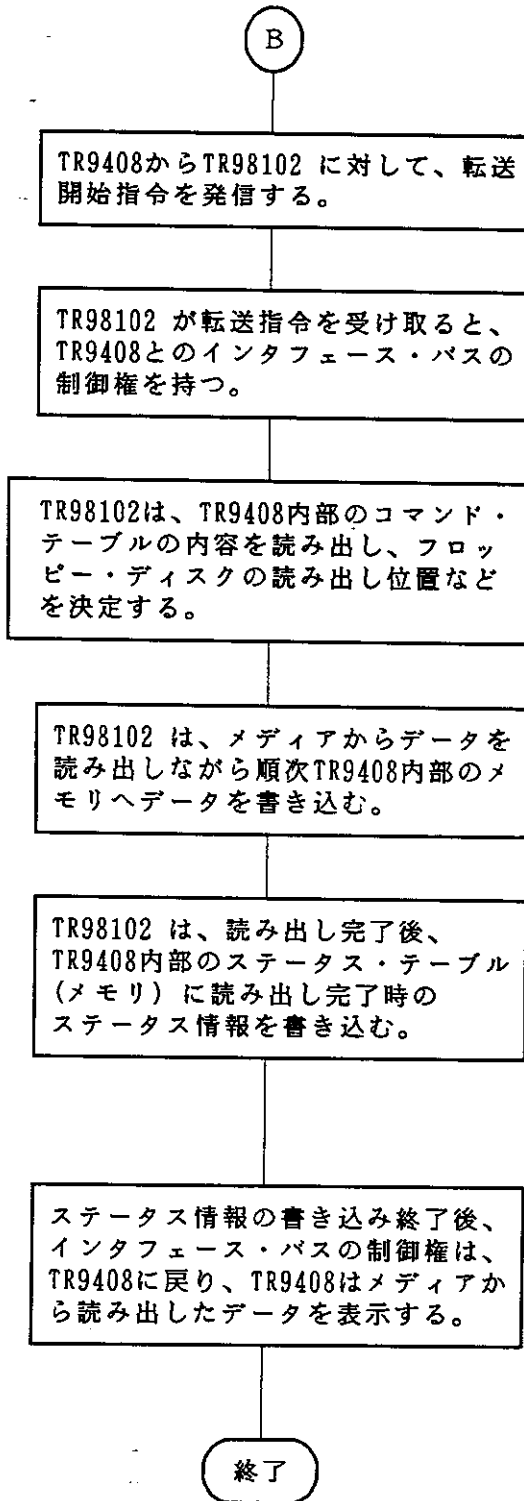 B
TR9408からTR98102 に対して、転送
開始指令を発信する。
TR98102 が転送指令を受け取ると、
TR9408とのインタフェース・バスの
制御権を持つ。
TR98102は、TR9408内部のコマンド・
テーブルの内容を読み出し、フロッ
ピー・ディスクの読み出し位置など
を決定する。
TR98102 は、メディアからデータを
読み出しながら順次TR9408内部のメ
モリへデータを書き込む。
TR98102 は、読み出し完了後、
TR9408内部のステータス・テーブル
(メモリ) に読み出し完了時の
ステータス情報を書き込む。
ステータス情報の書き込み終了後、
インタフェース・バスの制御権は、
TR9408に戻り、TR9408はメディアか
ら読み出したデータを表示する。
終了